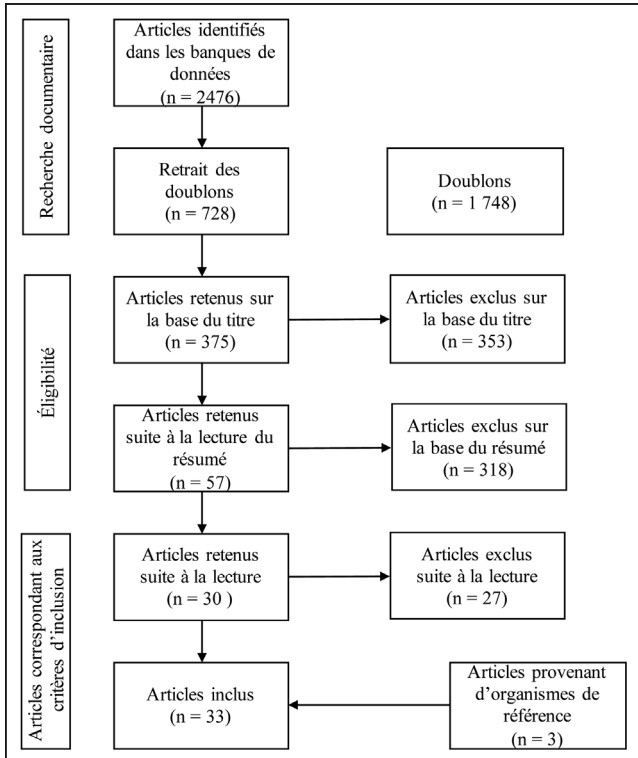 Recherche documentaire
Articles identifiés
dans les banques de
données
(n = 2476)
Retrait des
doublons
(n = 728)
Doublons
(n = 1 748)
Éligibilité
Articles retenus sur
la base du titre
(n = 375)
Articles exclus sur
la base du titre
(n = 353)
Articles retenus
suite à la lecture du
résumé
(n = 57)
Articles exclus sur
la base du résumé
(n = 318)
Articles correspondant aux
critères d’inclusion
Articles retenus
suite à la lecture
(n = 30 )
Articles exclus
suite à la lecture
(n = 27)
Articles inclus
(n = 33)
Articles provenant
d’organismes de
référence
(n = 3)